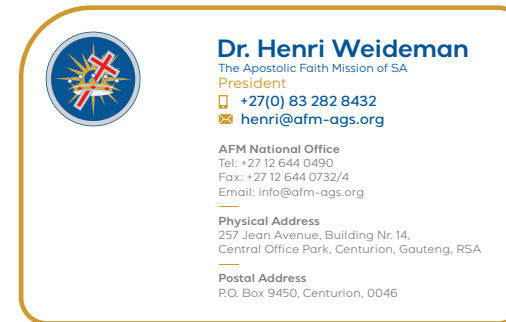 Dr. Henri Weideman
The Apostolic Faith Mission of SA
President
+27(0) 83 282 8432
henri@afm-ags.org
AFM National Office
Tel: +27 12 644 0490
Fax: +27 12 644 0732/4
Email: info@afm-ags.org
Physical Address
257 Jean Avenue, Building Nr. 14,
Central Office Park, Centurion, Gauteng, RSA
Postal Address
P.O. Box 9450, Centurion, 0046